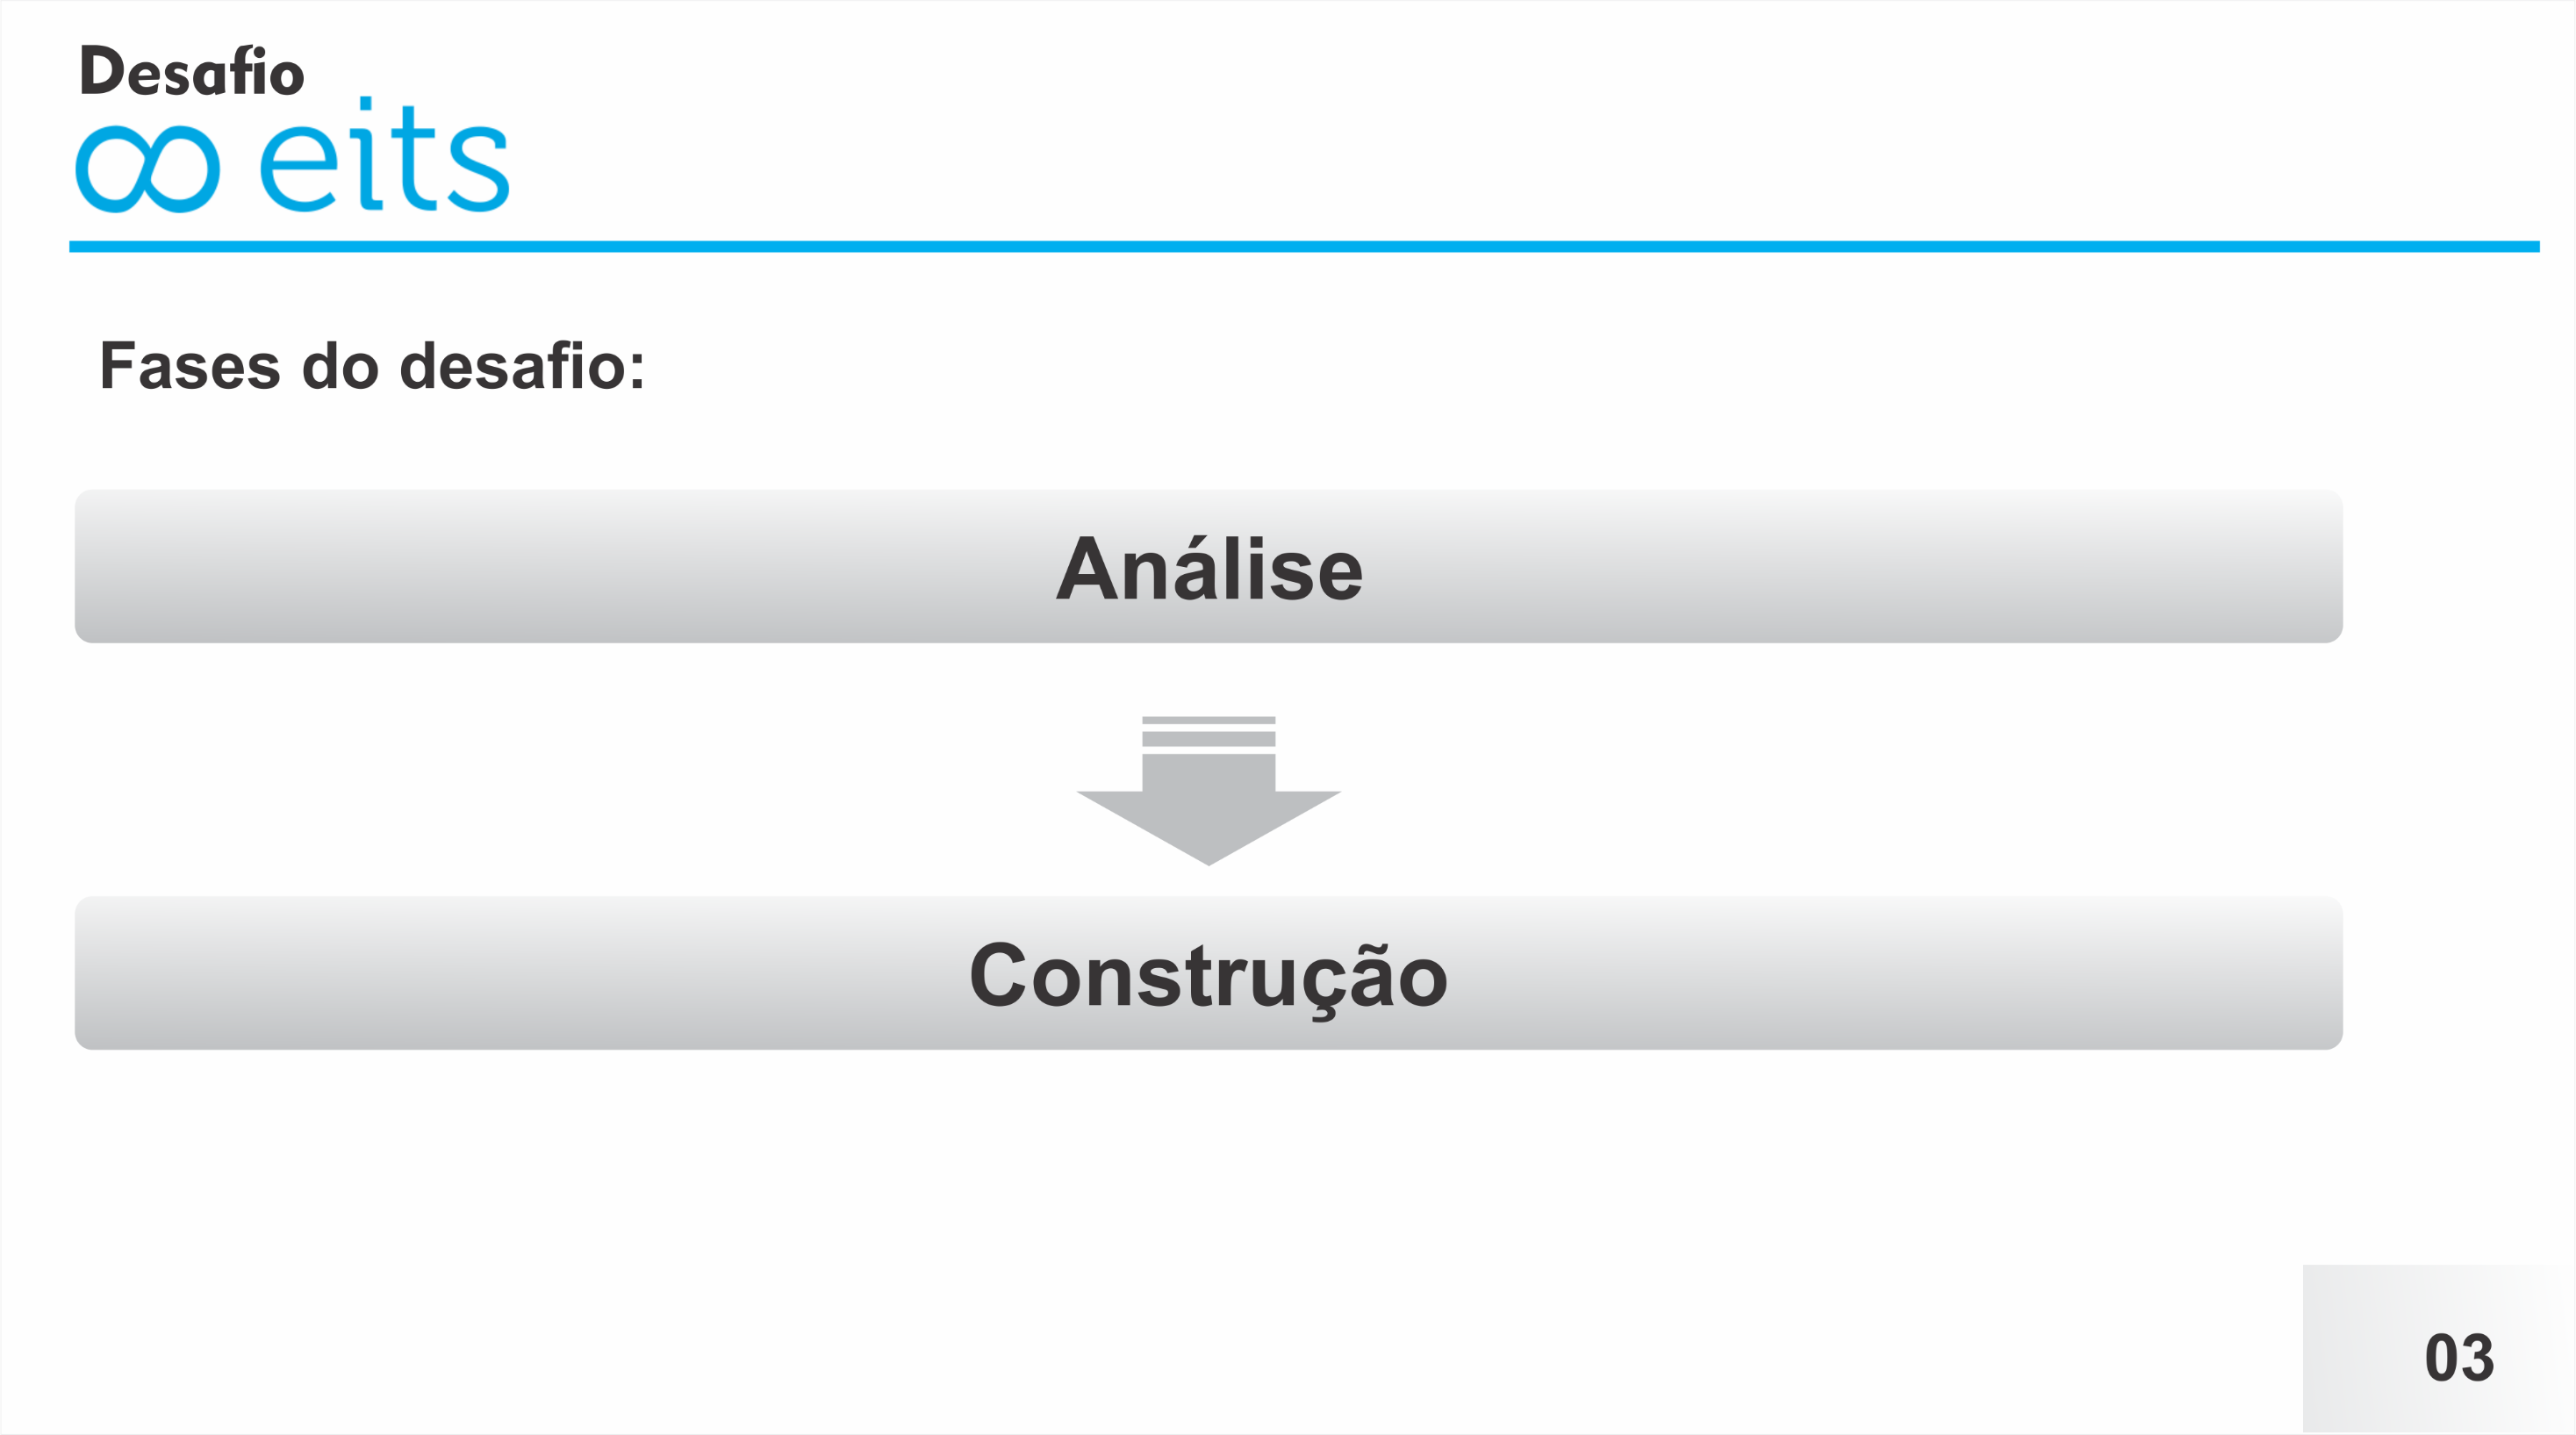 Desafio
eits
Fases do desafio:
Análise
Construção
03